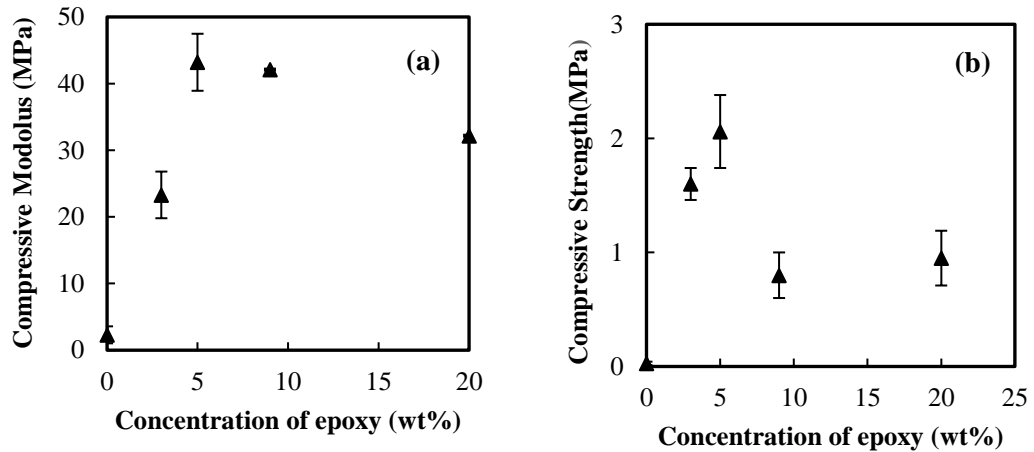 Compressive Modolus (MPa)
50
40
30
20
10
0
(a)
0 5 10 15 20
Concentration of epoxy (wt%)
Compressive Strength(MPa)
3
2
1
0
(b)
0 5 10 15 20 25
Concentration of epoxy (wt%)